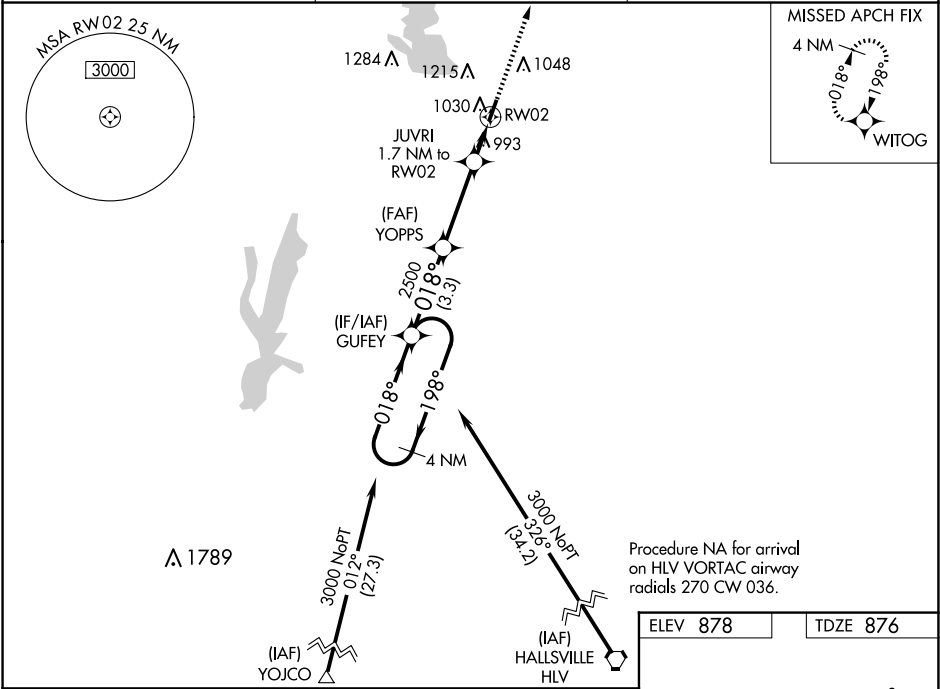 MSA RW02 25 NM
3000
MISSED APCH FIX
4 NM
018°
198°
WITOG
1284
1215
1048
1030
RW02
993
JUVRI
1.7 NM to
RW02
(FAF)
YOPPS
2500
018°
(3.3)
(IF/IAF)
GUFEY
018°
198°
4 NM
1789
3000 NoPT
012°
(27.3)
3000 NoPT
326°
(34.2)
Procedure NA for arrival
on HLV VORTAC airway
radials 270 CW 036.
(IAF)
YOJCO
(IAF)
HALLSVILLE
HLV
ELEV 878
TDZE 876